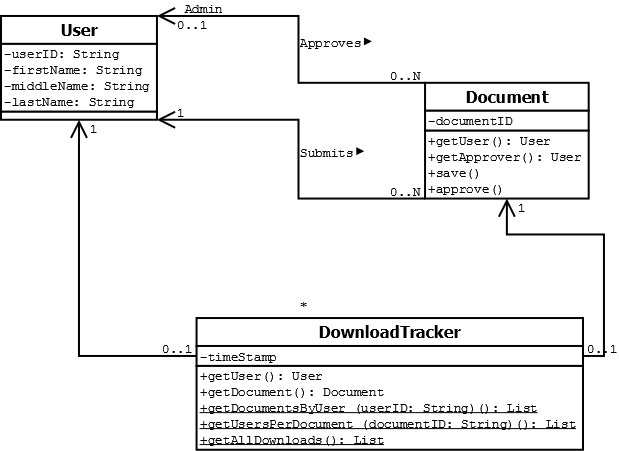 Admin
0..1
User
-userID: String
-firstName: String
-middleName: String
-lastName: String
Approves
0..N
Document
-documentID
+getUser(): User
+getApprover(): User
+save()
+approve()
1
1
Submits
0..N
1
*
DownloadTracker
0..1
0..1
-timeStamp
+getUser(): User
+getDocument(): Document
+getDocumentsByUser (userID: String)(): List
+getUsersPerDocument (documentID: String)(): List
+getAllDownloads(): List